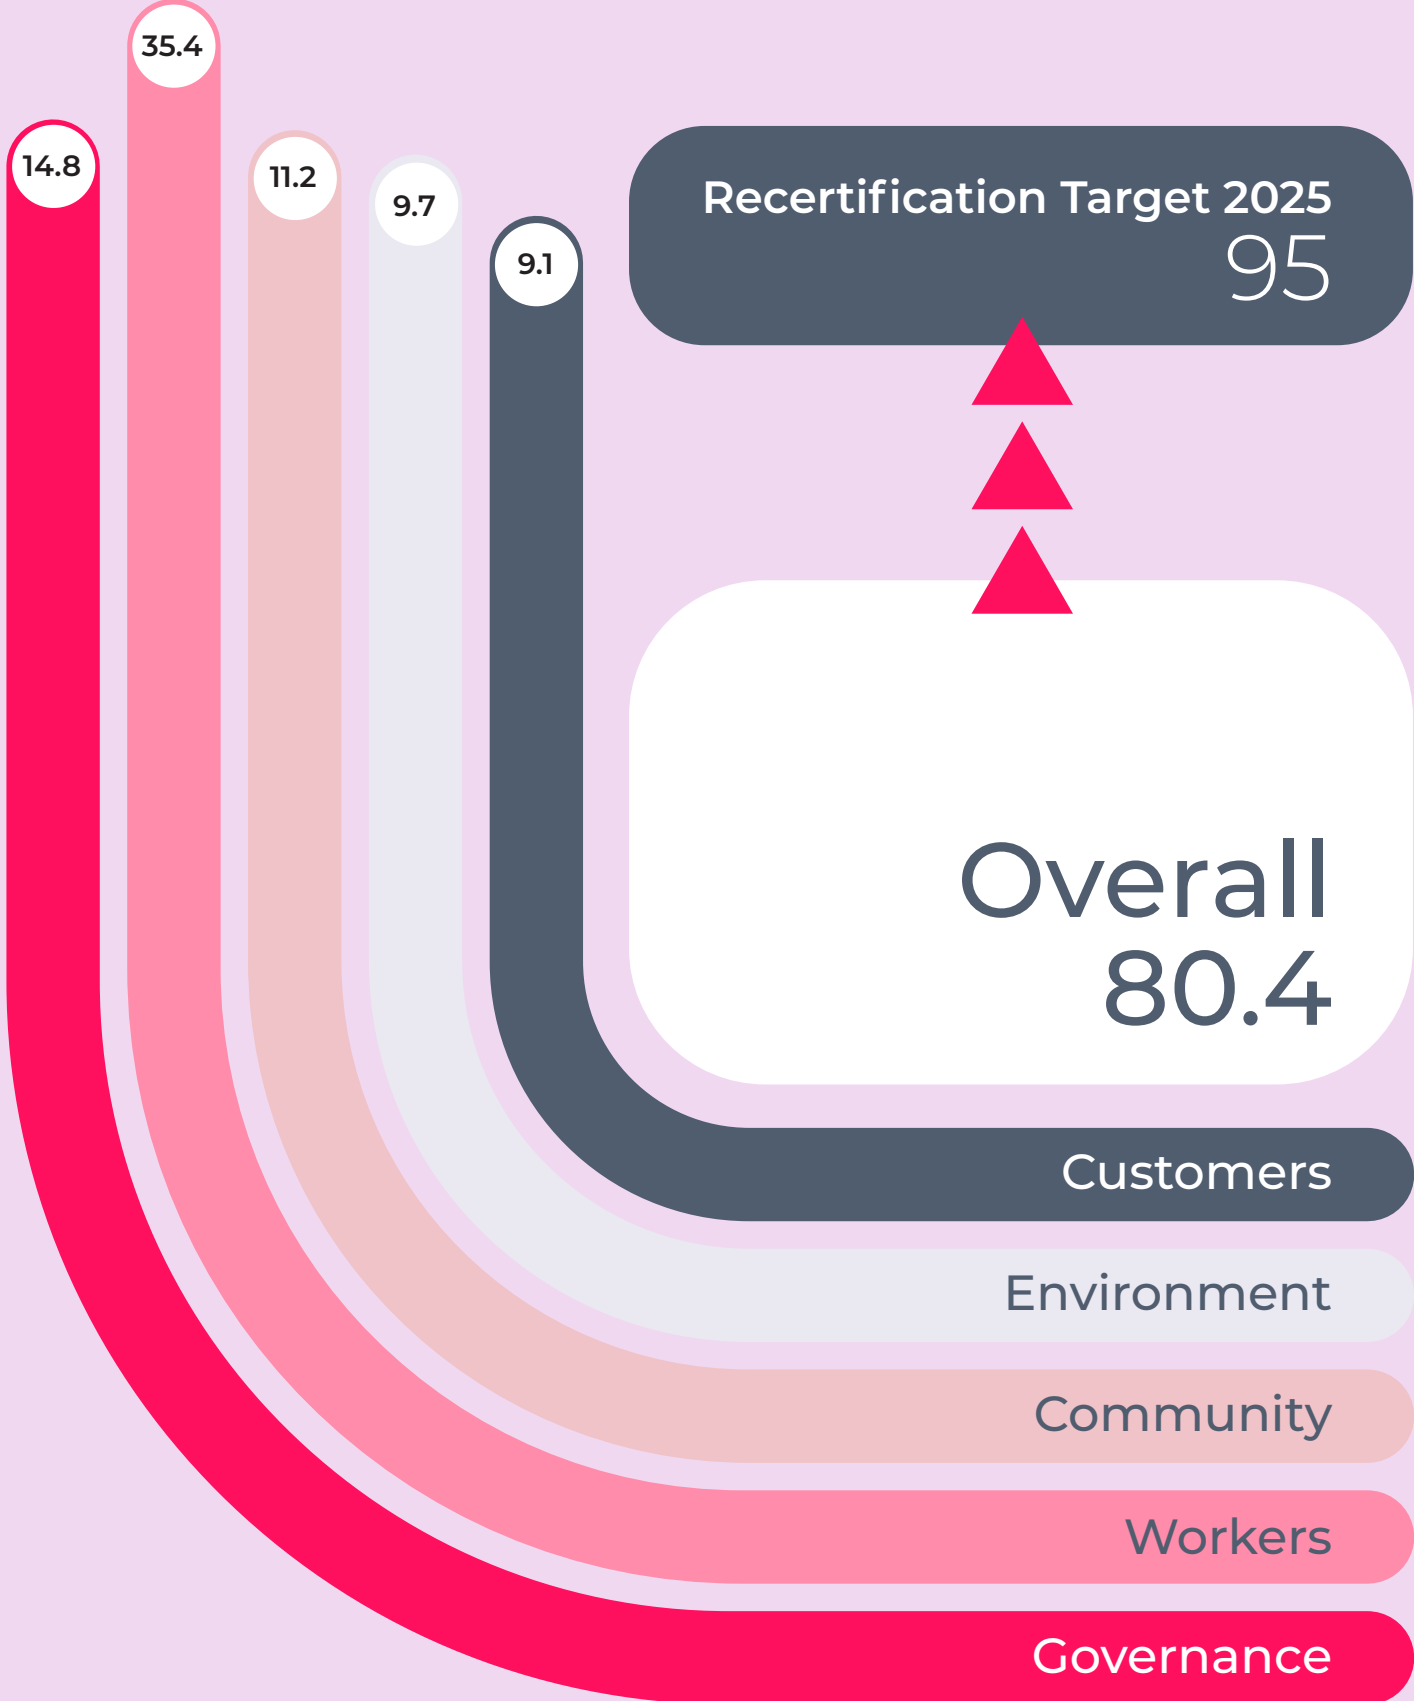 35.4
14.8
11.2
9.7
9.1
Recertification Target 2025
95
Overall
80.4
Customers
Environment
Community
Workers
Governance